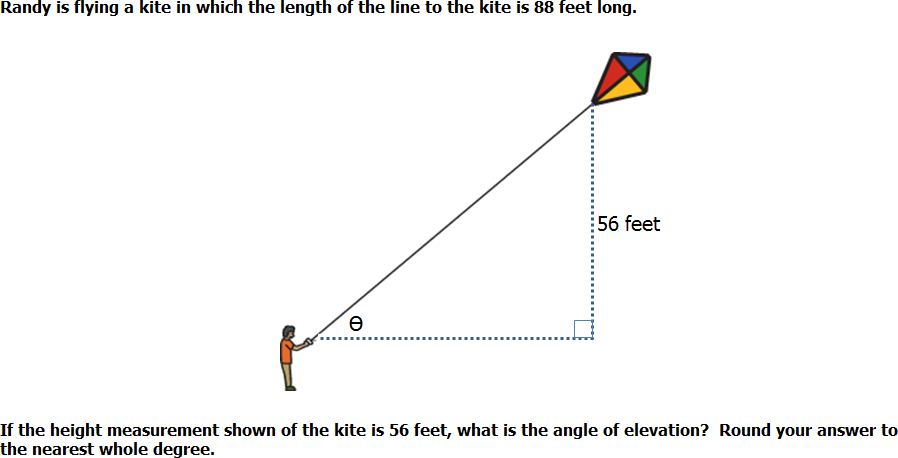 Randy is flying a kite in which the length of the line to the kite is 88 feet long.
56 feet
Ө
If the height measurement shown of the kite is 56 feet, what is the angle of elevation?  Round your answer to
the nearest whole degree.